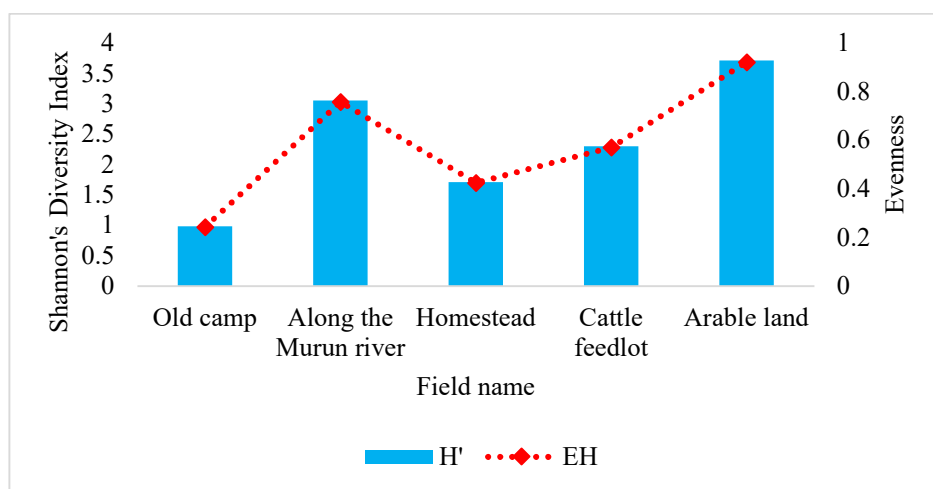 Shannon's Diversity Index
4
3.5
3
2.5
2
1.5
1
0.5
0
1
0.8
0.6
0.4
0.2
0
Evenness
Old camp
Along the
Murun river
Homestead
Cattle
feedlot
Arable land
Field name
H'
EH